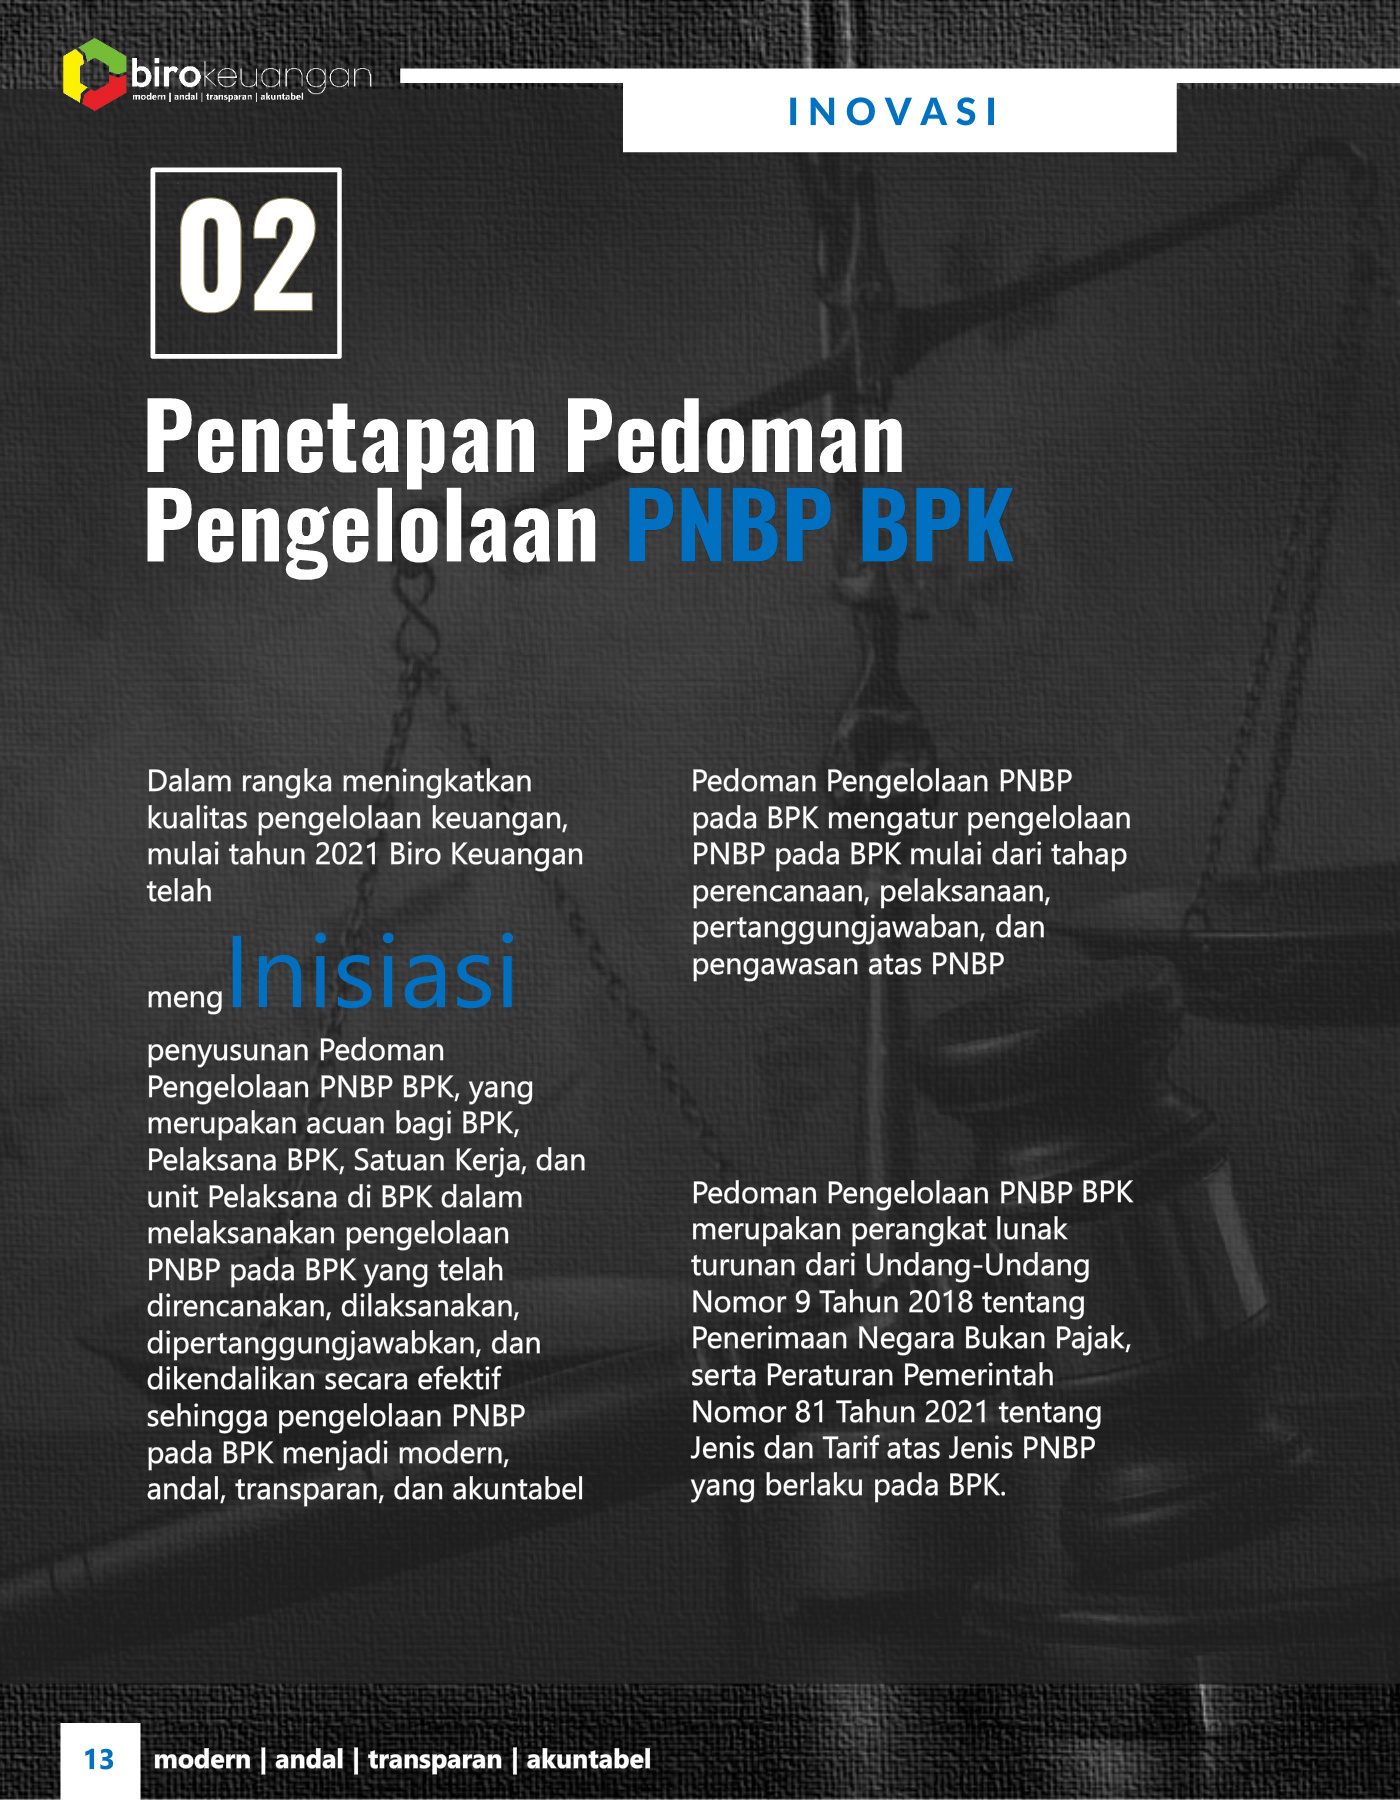 birokeuangan
modern | andal | transparan | akuntabel
INOVASI
02
Penetapan Pedoman
Pengelolaan PNBP BPK
Dalam rangka meningkatkan
kualitas pengelolaan keuangan,
mulai tahun 2021 Biro Keuangan
telah
mengInisiasi
penyusunan Pedoman
Pengelolaan PNBP BPK, yang
merupakan acuan bagi BPK,
Pelaksana BPK, Satuan Kerja, dan
unit Pelaksana di BPK dalam
melaksanakan pengelolaan
PNBP pada BPK yang telah
direncanakan, dilaksanakan,
dipertanggungjawabkan, dan
dikendalikan secara efektif
sehingga pengelolaan PNBP
pada BPK menjadi modern,
andal, transparan, dan akuntabel
Pedoman Pengelolaan PNBP
pada BPK mengatur pengelolaan
PNBP pada BPK mulai dari tahap
perencanaan, pelaksanaan,
pertanggungjawaban, dan
pengawasan atas PNBP
Pedoman Pengelolaan PNBP BPK
merupakan perangkat lunak
turunan dari Undang-Undang
Nomor 9 Tahun 2018 tentang
Penerimaan Negara Bukan Pajak,
serta Peraturan Pemerintah
Nomor 81 Tahun 2021 tentang
Jenis dan Tarif atas Jenis PNBP
yang berlaku pada BPK.
13
modern | andal | transparan | akuntabel